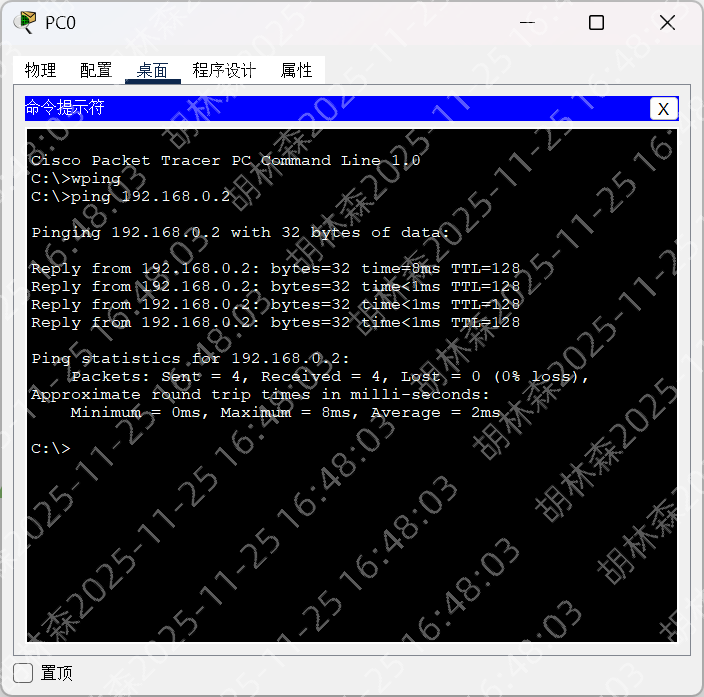 PC0
物理 配置 桌面 程序设计 属性
命令提示符
X
Cisco Packet Tracer PC Command Line 1.0
C:\>wping
C:\>ping 192.168.0.2
Pinging 192.168.0.2 with 32 bytes of data:
Reply from 192.168.0.2: bytes=32 time=8ms TTL=128
Reply from 192.168.0.2: bytes=32 time<1ms TTL=128
Reply from 192.168.0.2: bytes=32 time<1ms TTL=128
Reply from 192.168.0.2: bytes=32 time<1ms TTL=128
Ping statistics for 192.168.0.2:
Packets: Sent = 4, Received = 4, Lost = 0 (0% loss),
Approximate round trip times in milli-seconds:
Minimum = 0ms, Maximum = 8ms, Average = 2ms
C:\>
置顶
胡林森2025-11-25 16:48:03